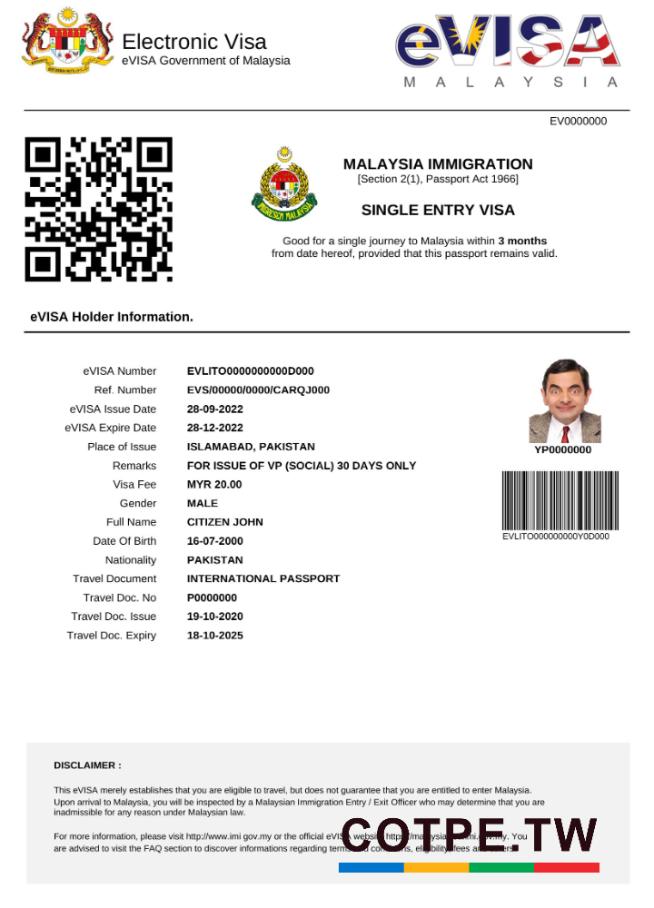 Electronic Visa
eVISA Government of Malaysia
eVISA
MALAYSIA
EV0000000
MALAYSIA IMMIGRATION
[Section 2(1), Passport Act 1966]
SINGLE ENTRY VISA
Good for a single journey to Malaysia within 3 months
from date hereof, provided that this passport remains valid.
eVISA Holder Information.
eVISA Number EVLITO0000000000D000
Ref. Number EVS/00000/0000/CARQJ000
eVISA Issue Date 28-09-2022
eVISA Expire Date 28-12-2022
Place of Issue ISLAMABAD, PAKISTAN
Remarks FOR ISSUE OF VP (SOCIAL) 30 DAYS ONLY
Visa Fee MYR 20.00
Gender MALE
Full Name CITIZEN JOHN
Date Of Birth 16-07-2000
Nationality PAKISTAN
Travel Document INTERNATIONAL PASSPORT
Travel Doc. No P0000000
Travel Doc. Issue 19-10-2020
Travel Doc. Expiry 18-10-2025
YP0000000
EVLITO000000000Y0D000
DISCLAIMER :
This eVISA merely establishes that you are eligible to travel, but does not guarantee that you are entitled to enter Malaysia.
Upon arrival to Malaysia, you will be inspected by a Malaysian Immigration Entry / Exit Officer who may determine that you are
inadmissible for any reason under Malaysian law.
For more information, please visit http://www.imi gov.my or the official eVISA You
are advised to visit the FAQ section to discover informations regarding eligibility, fees
COTPE.TW